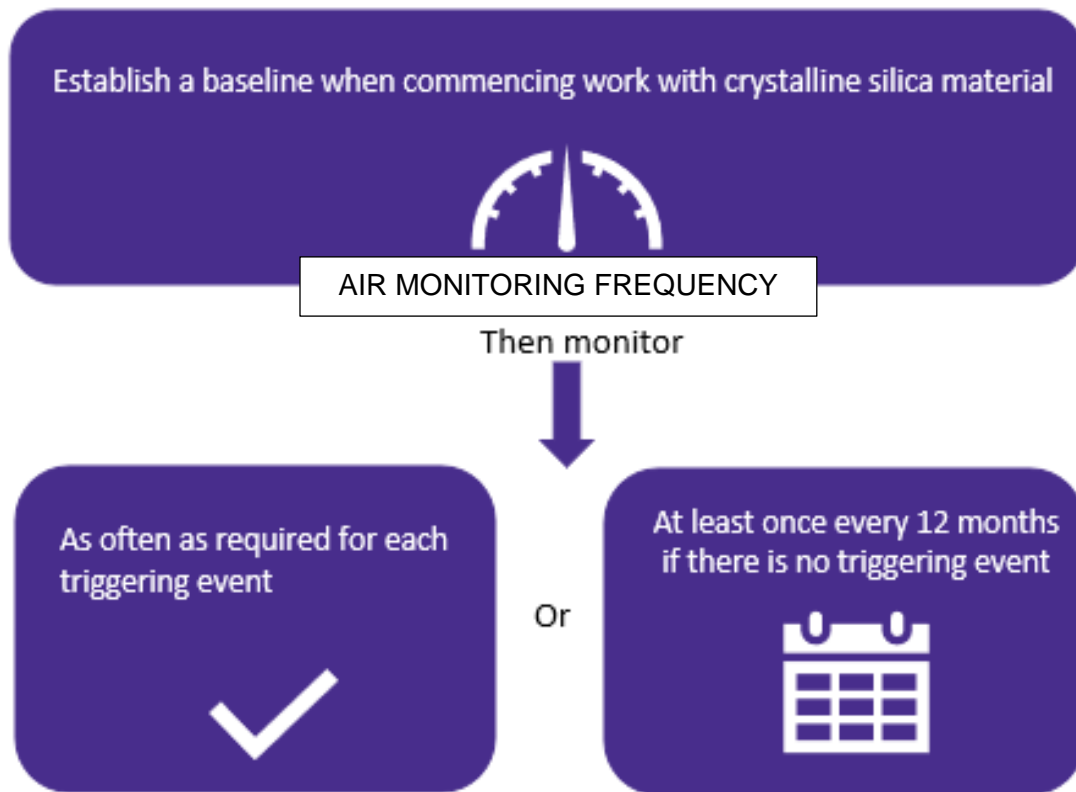 Establish a baseline when commencing work with crystalline silica material
AIR MONITORING FREQUENCY
Then monitor
As often as required for each
triggering event
Or
At least once every 12 months
if there is no triggering event